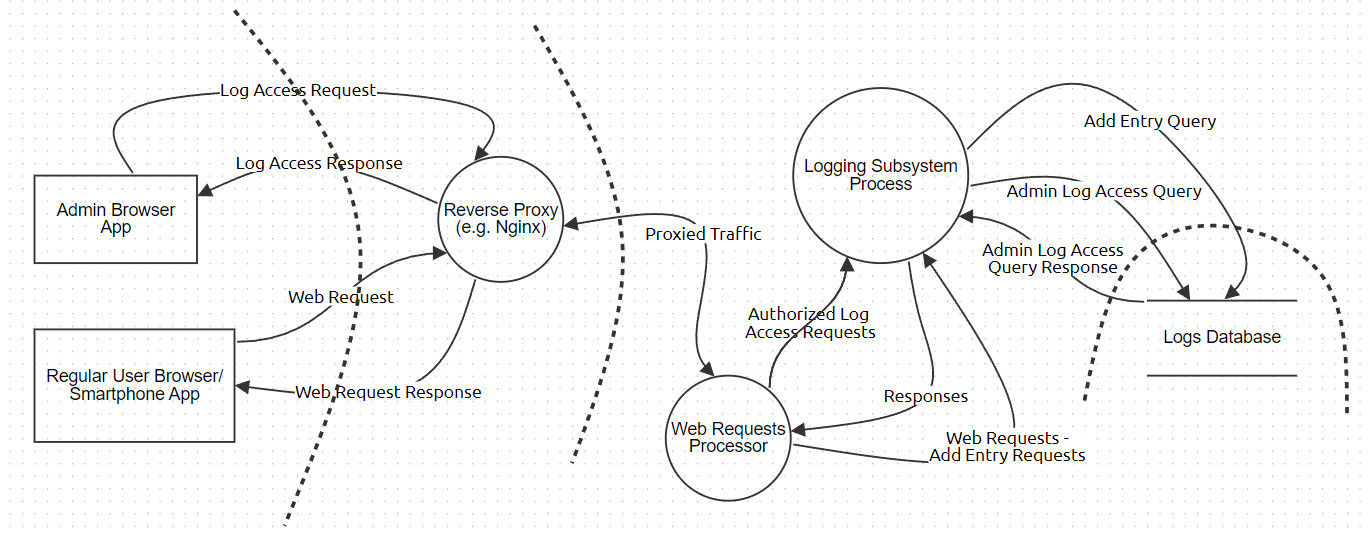 Log Access Request
Log Access Response
Admin Browser
App
Reverse Proxy
(e.g. Nginx)
Web Request
Regular User Browser/
Smartphone App
Web Request Response
Proxied Traffic
Logging Subsystem
Process
Add Entry Query
Admin Log Access Query
Admin Log Access
Query Response
Logs Database
Authorized Log
Access Requests
Responses
Web Requests
Processor
Web Requests -
Add Entry Requests